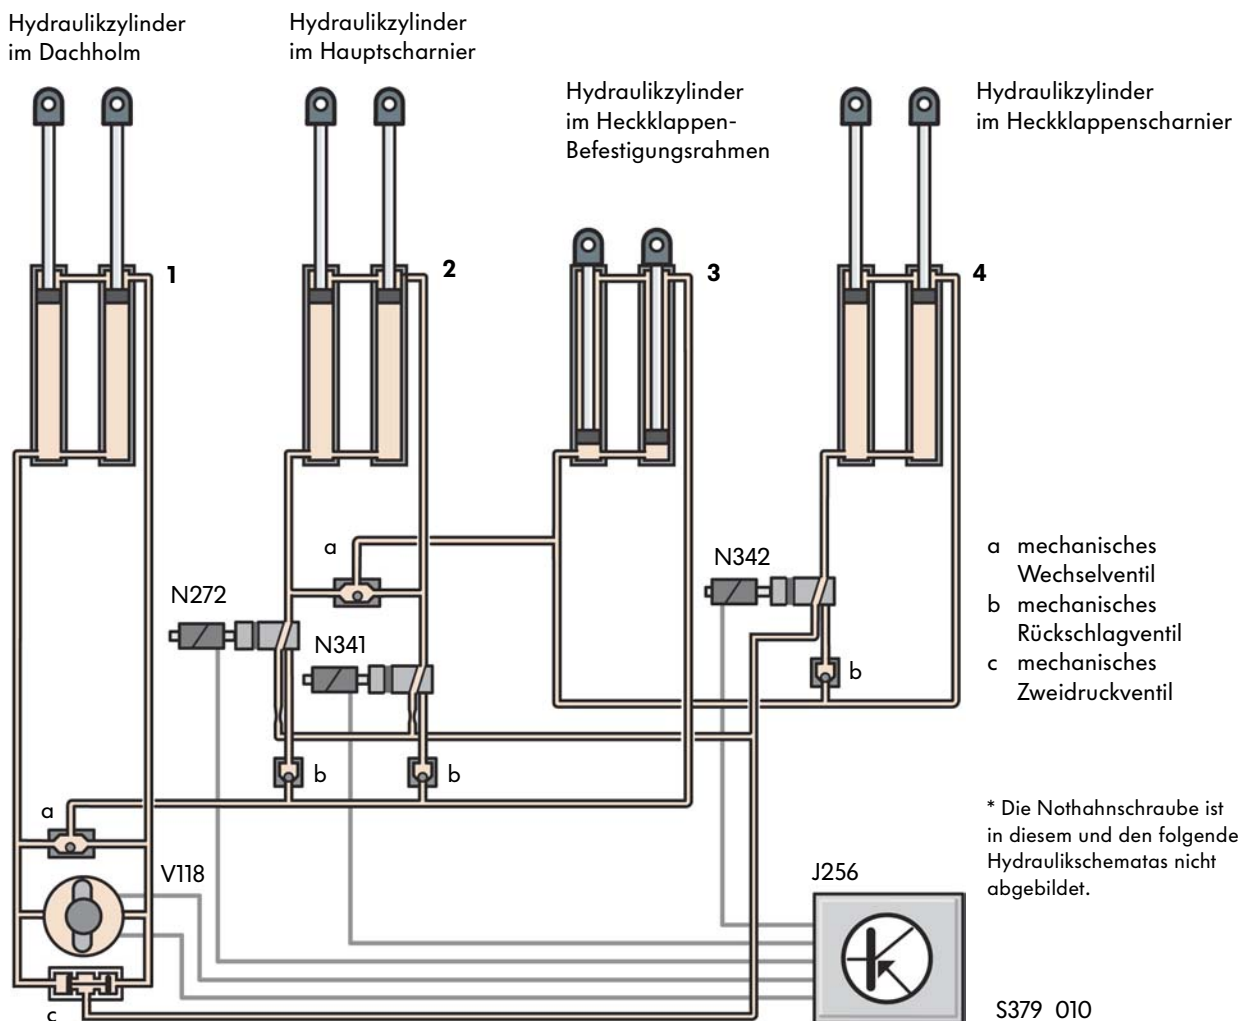 Hydraulikzylinder
im Dachholm
Hydraulikzylinder
im Hauptscharnier
Hydraulikzylinder
im Heckklappen-
Befestigungsrahmen
Hydraulikzylinder
im Heckklappenscharnier
1
2
3
4
a
N272
N341
N342
b
b
b
a mechanisches
Wechselventil
b mechanisches
Rückschlagventil
c mechanisches
Zweidruckventil
a
V118
c
J256
* Die Nothahnschraube ist
in diesem und den folgende
Hydraulikschematas nicht
abgebildet.
S379_010